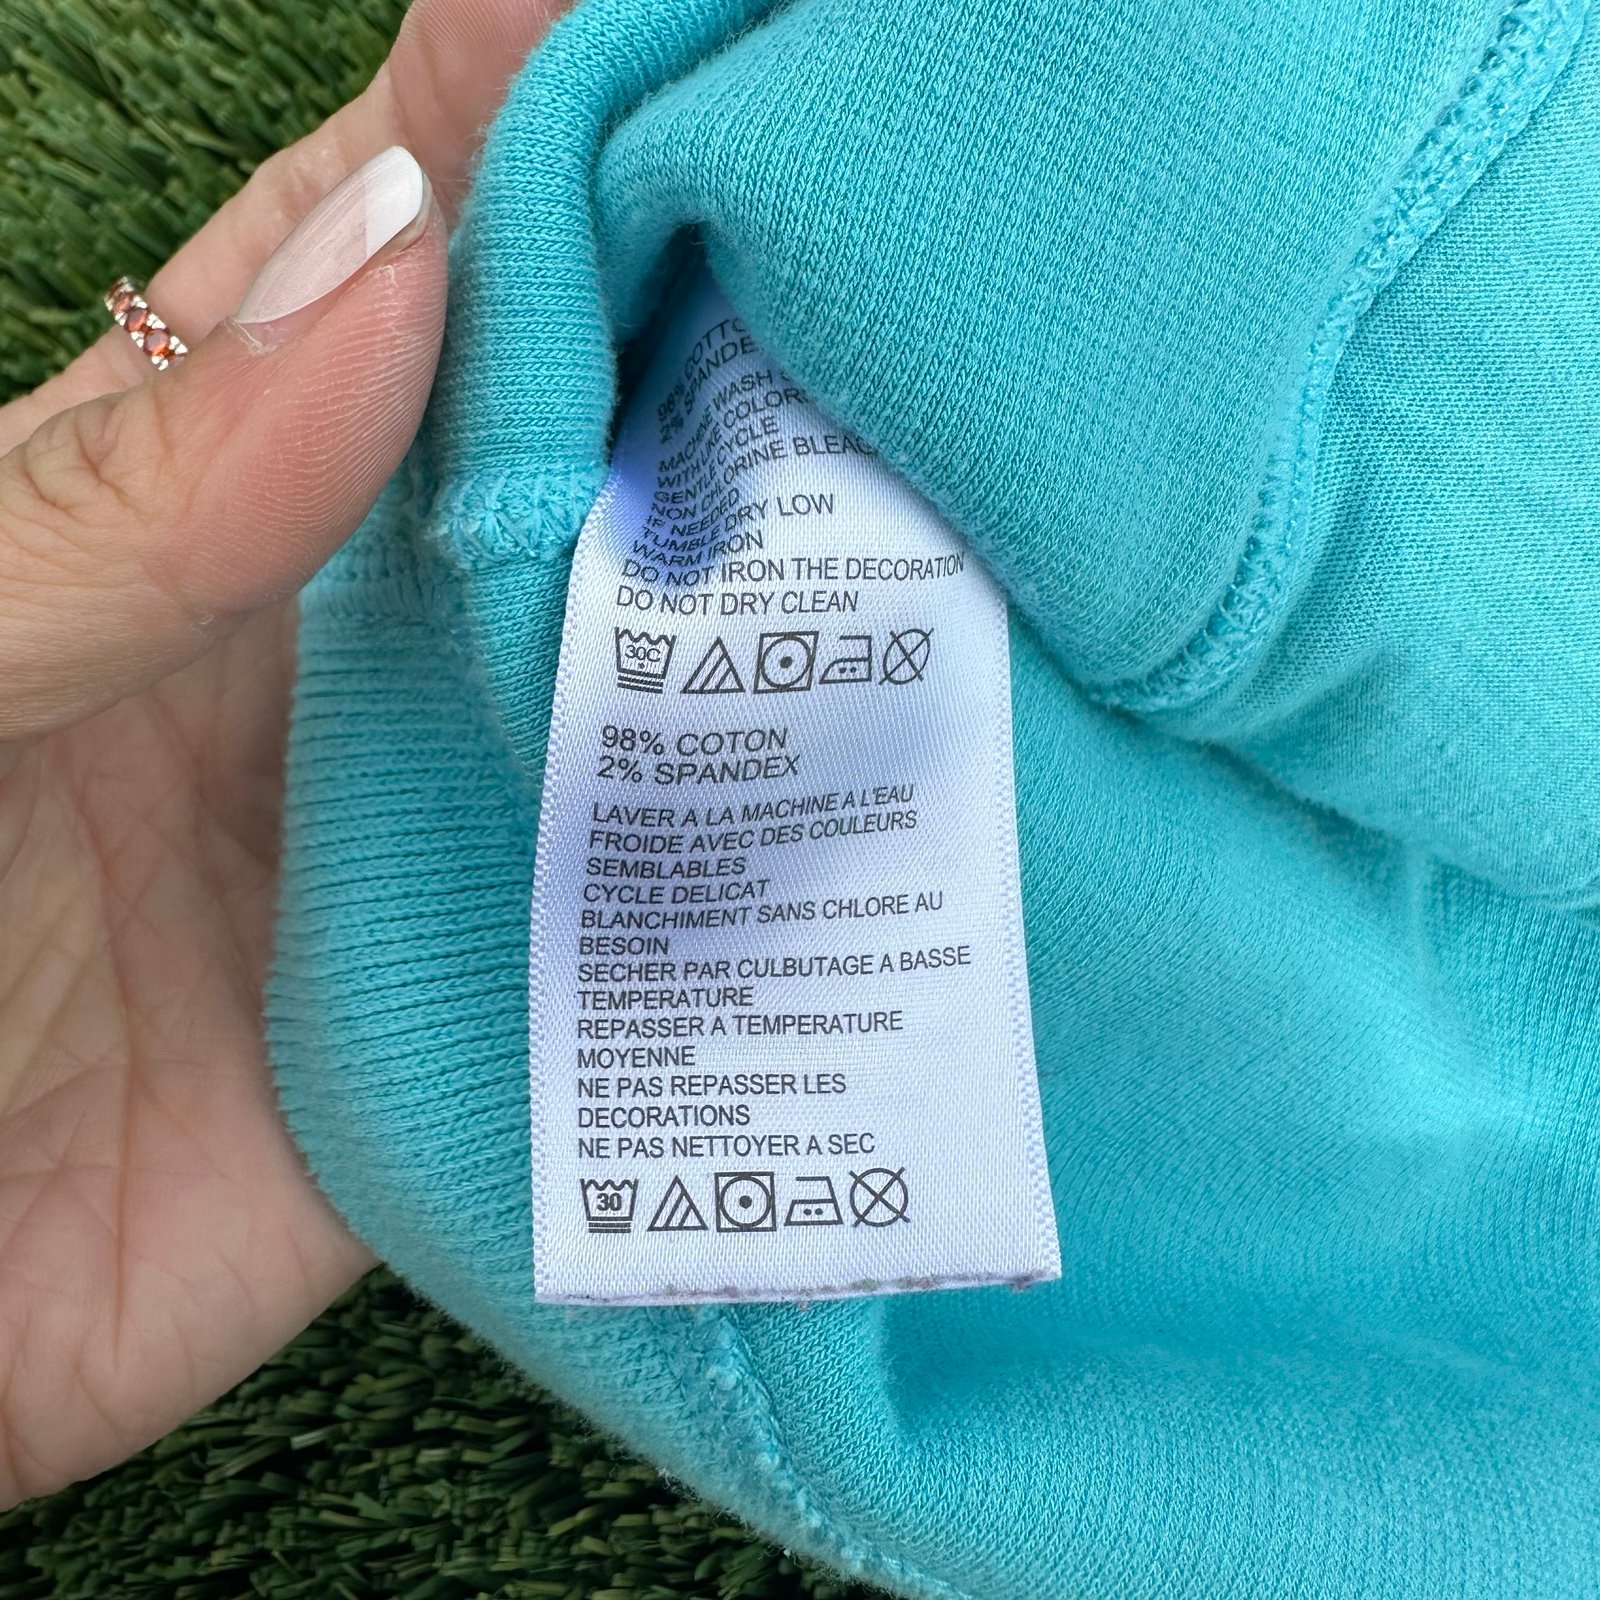 98% COTTO
2% SPANDE
MACHINE WASH
WITH LIKE COLORS
GENTLE CYCLE
NON CHLORINE BLEAC
IF NEEDED
TUMBLE DRY LOW
WARM IRON
DO NOT IRON THE DECORATION
DO NOT DRY CLEAN
30C
98% COTON
2% SPANDEX
LAVER A LA MACHINE A L'EAU
FROIDE AVEC DES COULEURS
SEMBLABLES
CYCLE DELICAT
BLANCHIMENT SANS CHLORE AU
BESOIN
SECHER PAR CULBUTAGE A BASSE
TEMPERATURE
REPASSER A TEMPERATURE
MOYENNE
NE PAS REPASSER LES
DECORATIONS
NE PAS NETTOYER A SEC
30